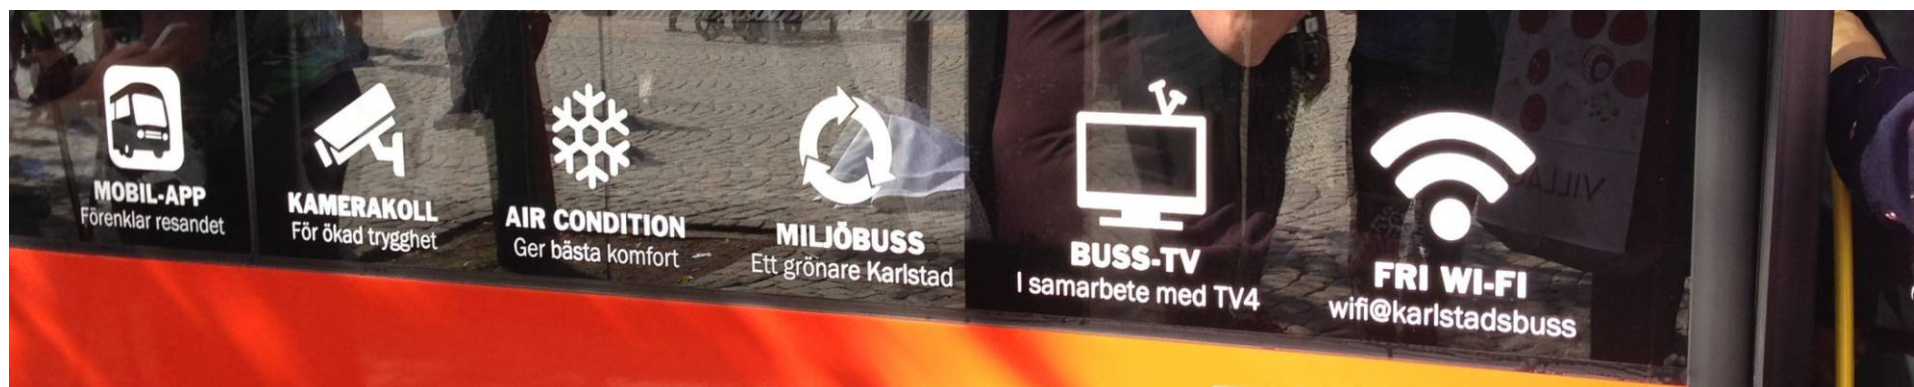 MOBIL-APP
Förenklar resandet
KAMERAKOLL
För ökad trygghet
AIR CONDITION
Ger bästa komfort
MILJÖBUSS
Ett grönare Karlstad
BUSS-TV
I samarbete med TV4
FRI WI-FI
wifi@karlstadsbuss